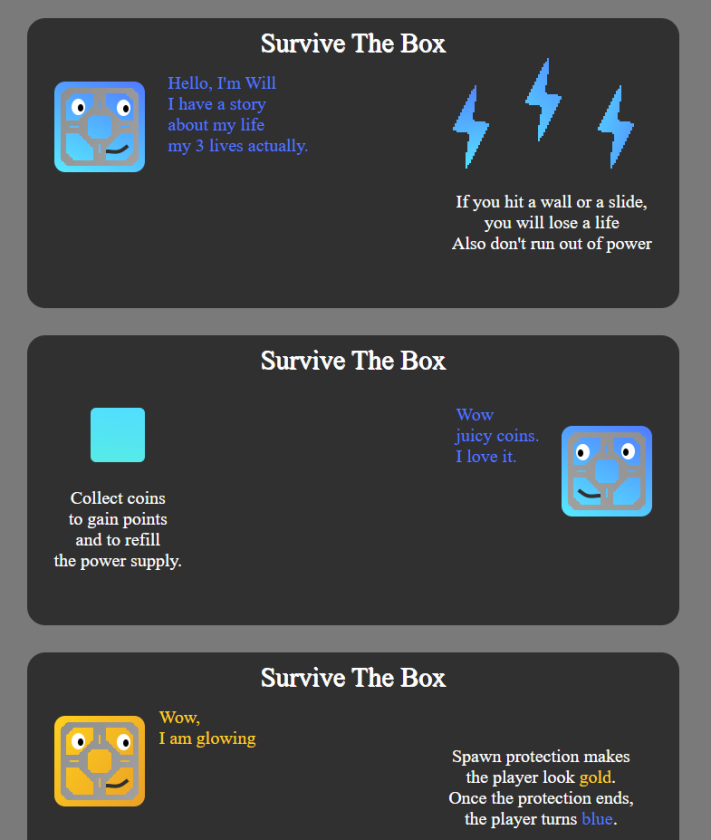 Survive The Box
Hello, I'm Will
I have a story
about my life
my 3 lives actually.
If you hit a wall or a slide,
you will lose a life
Also don't run out of power
Survive The Box
Collect coins
to gain points
and to refill
the power supply.
Wow
juicy coins.
I love it.
Survive The Box
Wow,
I am glowing
Spawn protection makes
the player look gold.
Once the protection ends,
the player turns blue.